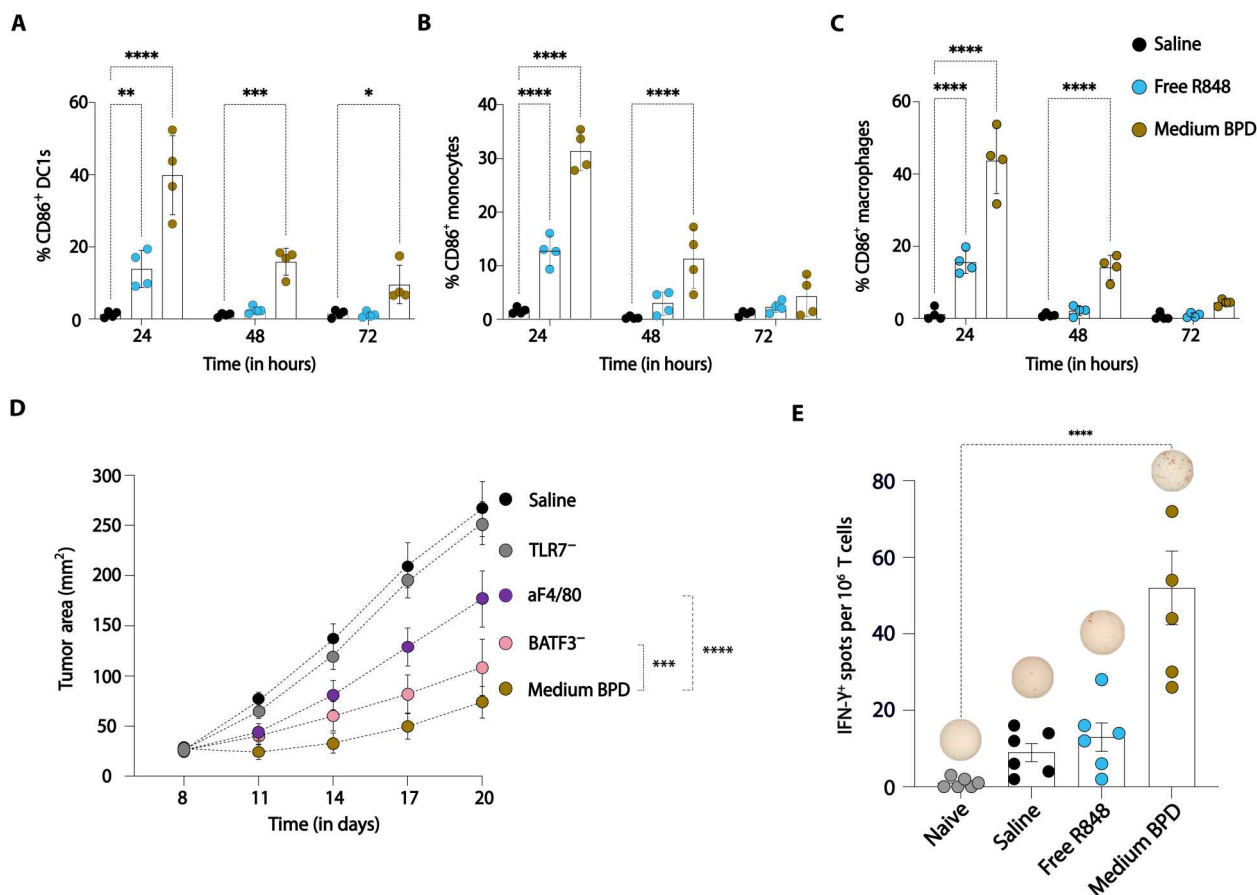 A
****
**
***
*
60
40
20
0
% CD86⁺ DC1s
24
48
72
Time (in hours)
B
****
****
****
40
30
20
10
0
% CD86⁺ monocytes
24
48
72
Time (in hours)
C
****
****
****
60
40
20
0
% CD86⁺ macrophages
24
48
72
Time (in hours)
Saline
Free R848
Medium BPD
D
300
250
200
150
100
50
0
Tumor area (mm²)
8
11
14
17
20
Time (in days)
Saline
TLR7⁻
aF4/80
BATF3⁻
Medium BPD
***
****
E
****
80
60
40
20
0
IFN-Υ⁺ spots per 10⁶ T cells
Naive
Saline
Free R848
Medium BPD